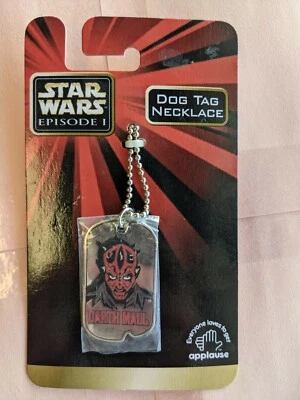 STAR
WARS
EPISODE I
DOG TAG
NECKLACE
DARTH MAUL
Everyone loves to get
applause